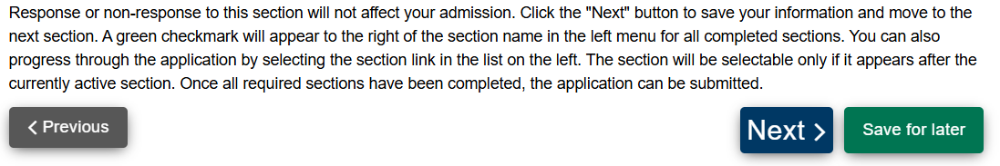 Response or non-response to this section will not affect your admission. Click the "Next" button to save your information and move to the
next section. A green checkmark will appear to the right of the section name in the left menu for all completed sections. You can also
progress through the application by selecting the section link in the list on the left. The section will be selectable only if it appears after the
currently active section. Once all required sections have been completed, the application can be submitted.
Previous
Next
Save for later